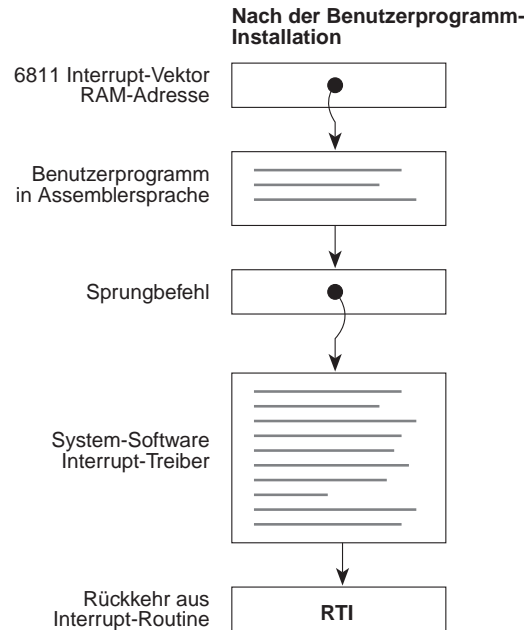 Nach der Benutzerprogramm-
Installation
6811 Interrupt-Vektor
RAM-Adresse
Benutzerprogramm
in Assemblersprache
Sprungbefehl
System-Software
Interrupt-Treiber
Rückkehr aus
Interrupt-Routine
RTI